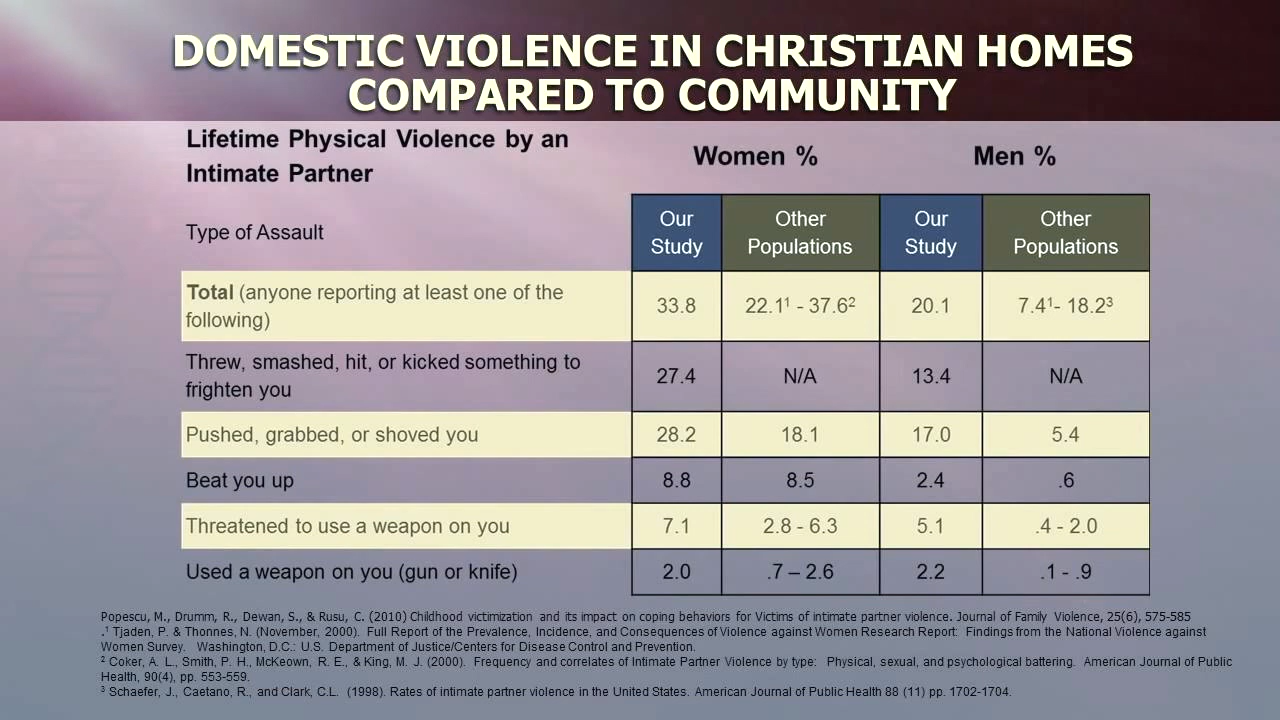 DOMESTIC VIOLENCE IN CHRISTIAN HOMES
COMPARED TO COMMUNITY
Lifetime Physical Violence by an
Intimate Partner
Women %
Men %
Type of Assault
Our
Study
Other
Populations
Our
Study
Other
Populations
Total (anyone reporting at least one of the
following)
33.8
22.1¹ - 37.6²
20.1
7.4¹- 18.2³
Threw, smashed, hit, or kicked something to
frighten you
27.4
N/A
13.4
N/A
Pushed, grabbed, or shoved you
28.2
18.1
17.0
5.4
Beat you up
8.8
8.5
2.4
.6
Threatened to use a weapon on you
7.1
2.8 - 6.3
5.1
.4 - 2.0
Used a weapon on you (gun or knife)
2.0
.7 – 2.6
2.2
.1 - .9
Popescu, M., Drumm, R., Dewan, S., & Rusu, C. (2010) Childhood victimization and its impact on coping behaviors for Victims of intimate partner violence. Journal of Family Violence, 25(6), 575-585
.¹ Tjaden, P. & Thonnes, N. (November, 2000). Full Report of the Prevalence, Incidence, and Consequences of Violence against Women Research Report: Findings from the National Violence against
Women Survey. Washington, D.C.: U.S. Department of Justice/Centers for Disease Control and Prevention.
² Coker, A. L., Smith, P. H., McKeown, R. E., & King, M. J. (2000). Frequency and correlates of Intimate Partner Violence by type: Physical, sexual, and psychological battering. American Journal of Public
Health, 90(4), pp. 553-559.
³ Schaefer, J., Caetano, R., and Clark, C.L. (1998). Rates of intimate partner violence in the United States. American Journal of Public Health 88 (11) pp. 1702-1704.